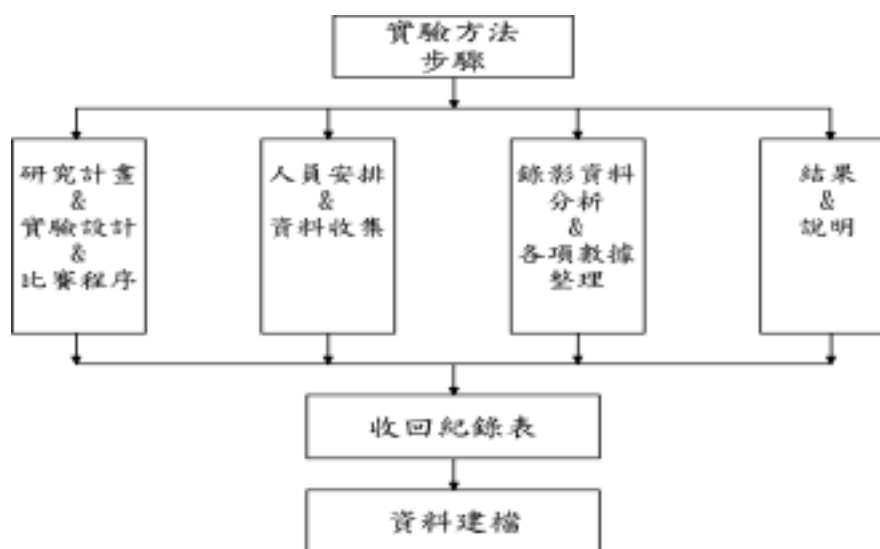 實驗方法
步驟
研究計畫
&
實驗設計
&
比賽程序
人員安排
&
資料收集
錄影資料
分析
&
各項數據
整理
結果
&
說明
收回紀錄表
資料建檔